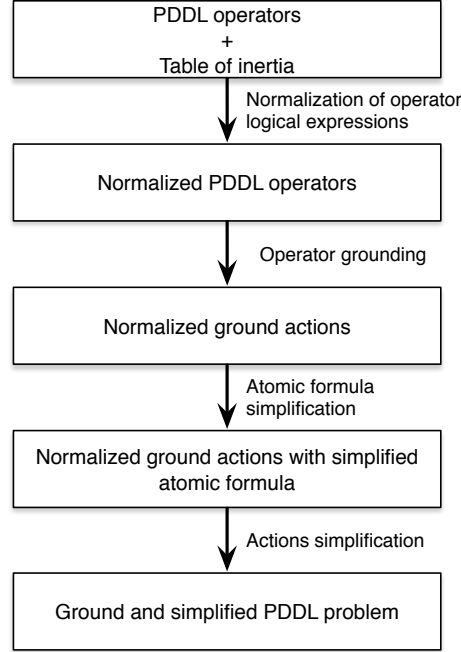 PDDL operators
+
Table of inertia
Normalization of operator
logical expressions
Normalized PDDL operators
Operator grounding
Normalized ground actions
Atomic formula
simplification
Normalized ground actions with simplified
atomic formula
Actions simplification
Ground and simplified PDDL problem